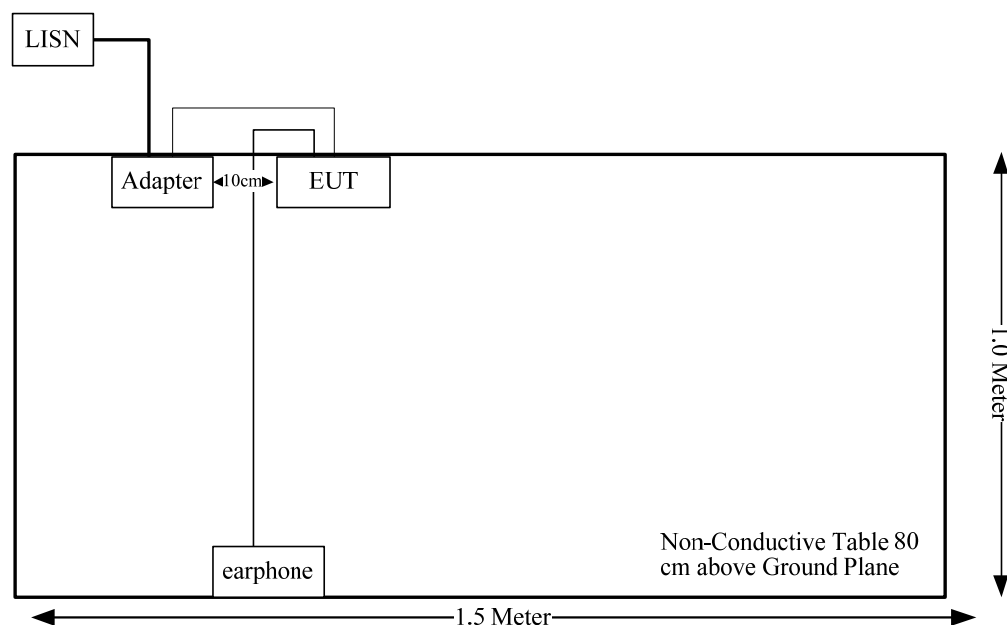 LISN
Adapter
10cm
EUT
1.0 Meter
Non-Conductive Table 80
cm above Ground Plane
earphone
1.5 Meter